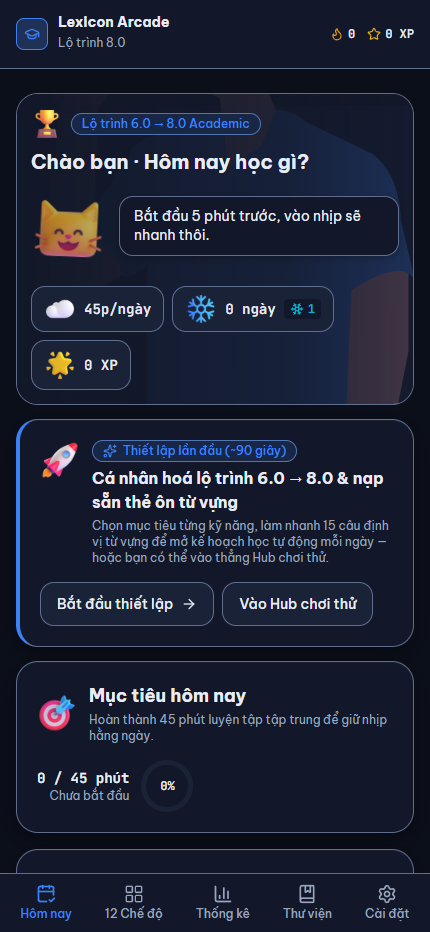 Lexicon Arcade
Lộ trình 8.0
0
0 XP
Lộ trình 6.0 → 8.0 Academic
Chào bạn · Hôm nay học gì?
Bắt đầu 5 phút trước, vào nhịp sẽ
nhanh thôi.
45p/ngày
0 ngày
1
0 XP
Thiết lập lần đầu (~90 giây)
Cá nhân hoá lộ trình 6.0 → 8.0 & nạp
sẵn thẻ ôn từ vựng
Chọn mục tiêu từng kỹ năng, làm nhanh 15 câu định
vị từ vựng để mở kế hoạch học tự động mỗi ngày —
hoặc bạn có thể vào thẳng Hub chơi thử.
Bắt đầu thiết lập →
Vào Hub chơi thử
Mục tiêu hôm nay
Hoàn thành 45 phút luyện tập tập trung để giữ nhịp
hằng ngày.
0 / 45 phút
Chưa bắt đầu
0%
Hôm nay
12 Chế độ
Thống kê
Thư viện
Cài đặt